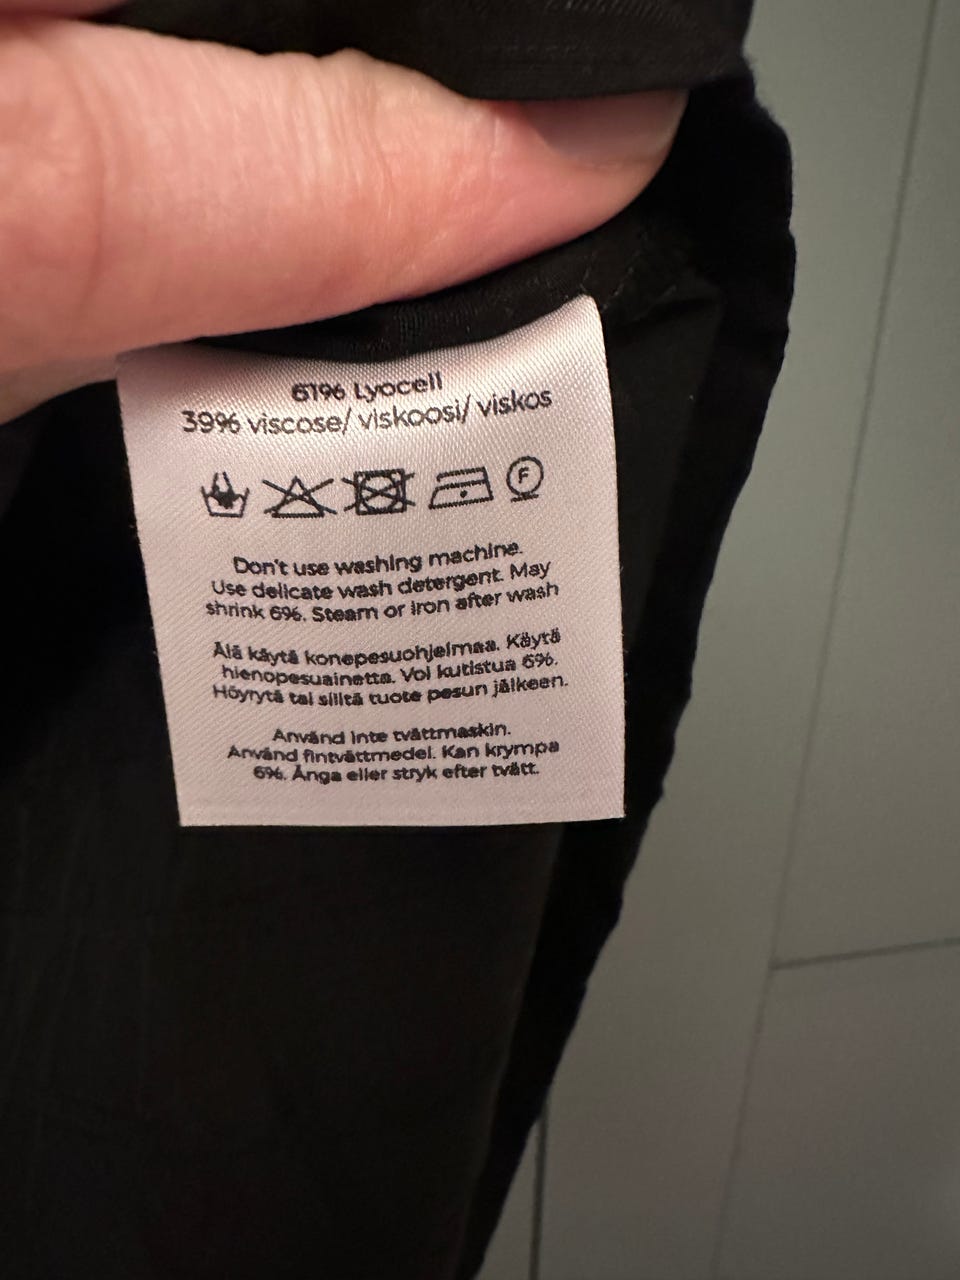 61% Lyocell
39% viscose/ viskoosi/ viskos
F
Don't use washing machine.
Use delicate wash detergent. May
shrink 6%. Steam or iron after wash
Älä käytä konepesuohjelmaa. Käytä
hienopesuainetta. Voi kutistua 6%.
Höyrytä tai silitä tuote pesun jälkeen.
Använd inte tvättmaskin.
Använd fintvättmedel. Kan krympa
6%. Ånga eller stryk efter tvätt.